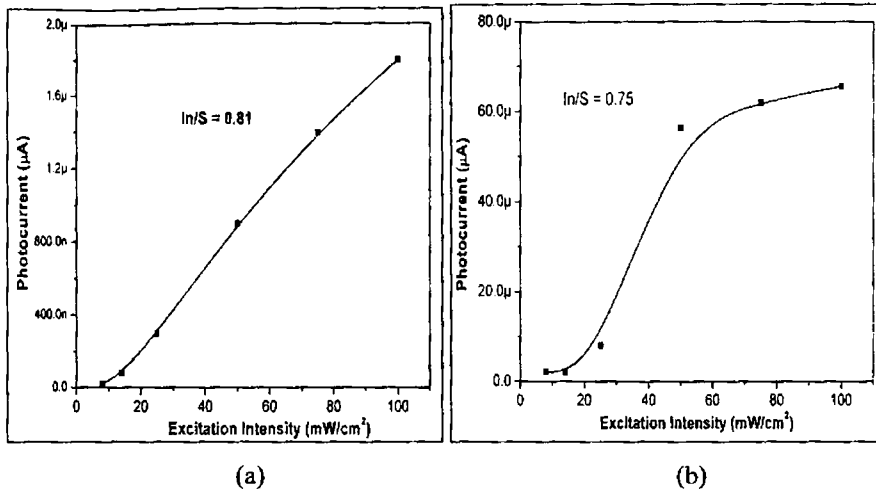 2.0μ
1.6μ
1.2μ
800.0n
400.0n
0.0
Photocurrent (μA)
In/S = 0.81
0 20 40 60 80 100
Excitation Intensity (mW/cm²)
(a)
80.0μ
60.0μ
40.0μ
20.0μ
0.0
Photocurrent (μA)
In/S = 0.75
0 20 40 60 80 100
Excitation Intensity (mW/cm²)
(b)